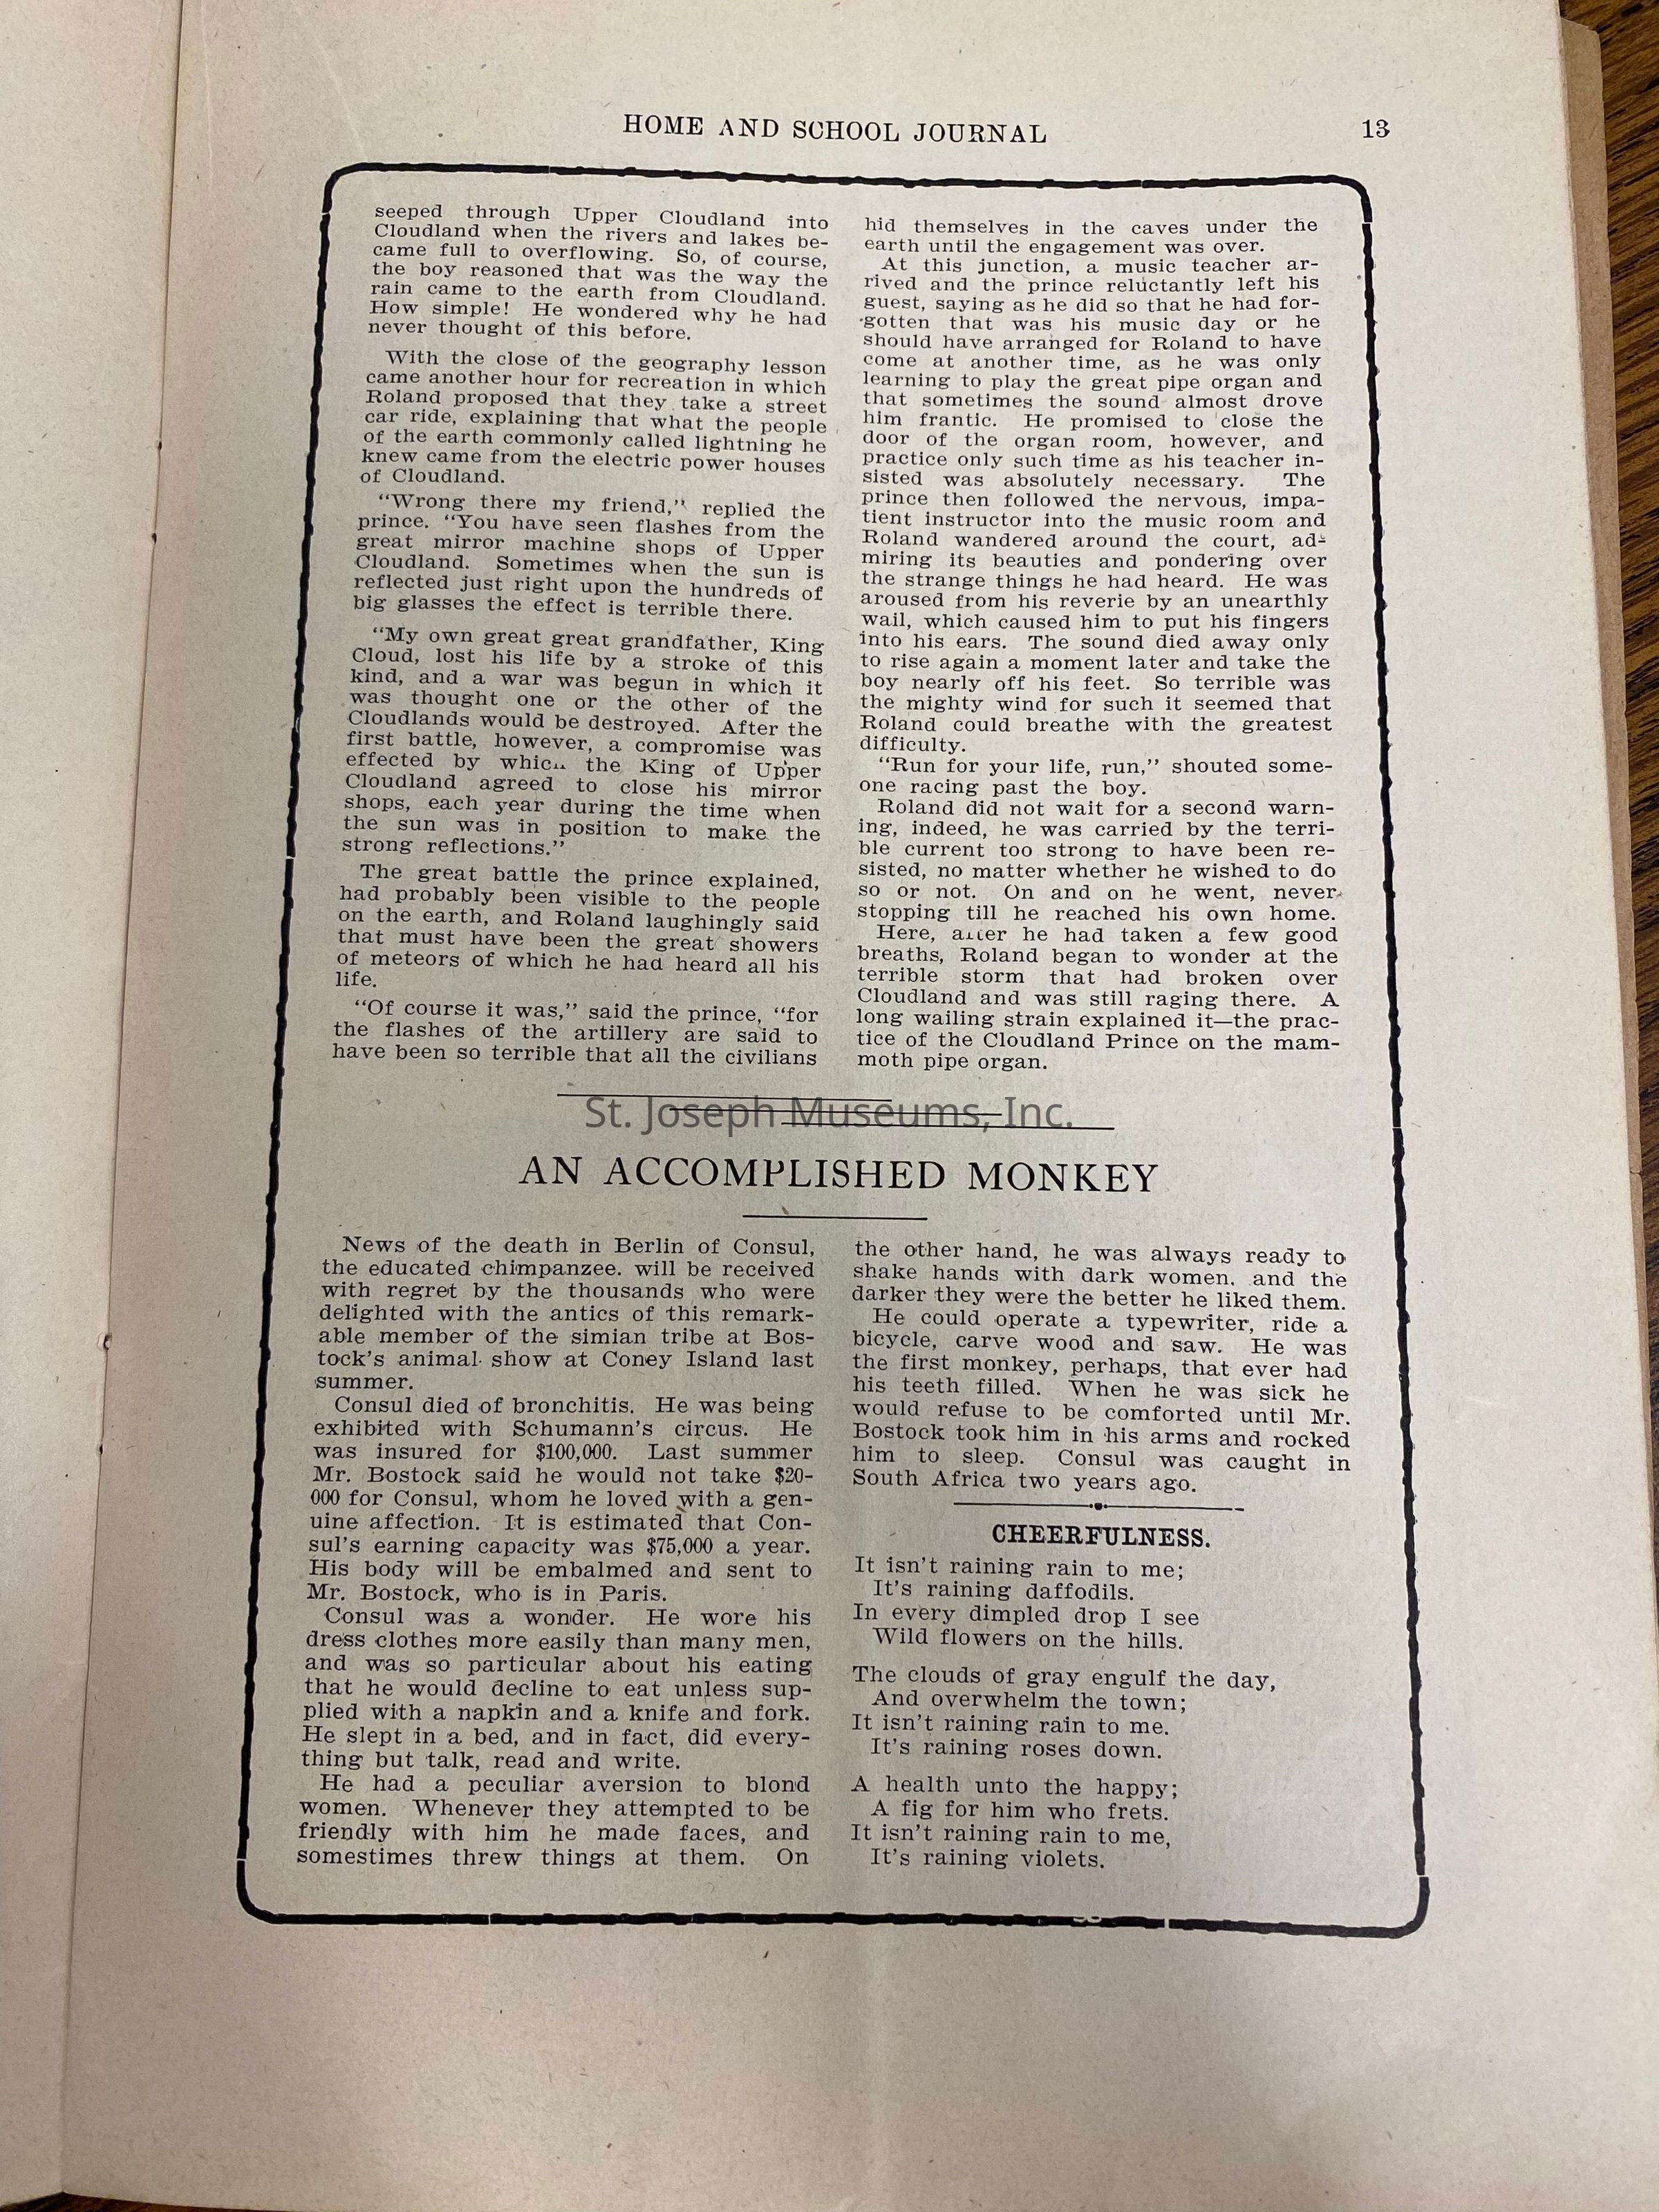 HOME AND SCHOOL JOURNAL
13
seeped through Upper Cloudland into
Cloudland when the rivers and lakes be-
came full to overflowing. So, of course,
the boy reasoned that was the way the
rain came to the earth from Cloudland.
How simple! He wondered why he had
never thought of this before.
With the close of the geography lesson
came another hour for recreation in which
Roland proposed that they take a street
car ride, explaining that what the people
of the earth commonly called lightning he
knew came from the electric power houses
of Cloudland.
"Wrong there my friend," replied the
prince. "You have seen flashes from the
great mirror machine shops of Upper
Cloudland. Sometimes when the sun is
reflected just right upon the hundreds of
big glasses the effect is terrible there.
"My own great great grandfather, King
Cloud, lost his life by a stroke of this
kind, and a war was begun in which it
was thought one or the other of the
Cloudlands would be destroyed. After the
first battle, however, a compromise was
effected by which the King of Upper
Cloudland agreed to close his mirror
shops, each year during the time when
the sun was in position to make the
strong reflections."
The great battle the prince explained,
had probably been visible to the people
on the earth, and Roland laughingly said
that must have been the great showers
of meteors of which he had heard all his
life.
"Of course it was," said the prince, "for
the flashes of the artillery are said to
have been so terrible that all the civilians
hid themselves in the caves under the
earth until the engagement was over.
At this junction, a music teacher ar-
rived and the prince reluctantly left his
guest, saying as he did so that he had for-
gotten that was his music day or he
should have arranged for Roland to have
come at another time, as he was only
learning to play the great pipe organ and
that sometimes the sound almost drove
him frantic. He promised to close the
door of the organ room, however, and
practice only such time as his teacher in-
sisted was absolutely necessary. The
prince then followed the nervous, impa-
tient instructor into the music room and
Roland wandered around the court, ad-
miring its beauties and pondering over
the strange things he had heard. He was
aroused from his reverie by an unearthly
wail, which caused him to put his fingers
into his ears. The sound died away only
to rise again a moment later and take the
boy nearly off his feet. So terrible was
the mighty wind for such it seemed that
Roland could breathe with the greatest
difficulty.
"Run for your life, run," shouted some-
one racing past the boy.
Roland did not wait for a second warn-
ing, indeed, he was carried by the terri-
ble current too strong to have been re-
sisted, no matter whether he wished to do
so or not. On and on he went, never
stopping till he reached his own home.
Here, after he had taken a few good
breaths, Roland began to wonder at the
terrible storm that had broken over
Cloudland and was still raging there. A
long wailing strain explained it—the prac-
tice of the Cloudland Prince on the mam-
moth pipe organ.
St. Joseph Museums, Inc.
AN ACCOMPLISHED MONKEY
News of the death in Berlin of Consul,
the educated chimpanzee. will be received
with regret by the thousands who were
delighted with the antics of this remark-
able member of the simian tribe at Bos-
tock's animal show at Coney Island last
summer.
Consul died of bronchitis. He was being
exhibited with Schumann's circus. He
was insured for $100,000. Last summer
Mr. Bostock said he would not take $20-
000 for Consul, whom he loved with a gen-
uine affection. It is estimated that Con-
sul's earning capacity was $75,000 a year.
His body will be embalmed and sent to
Mr. Bostock, who is in Paris.
Consul was a wonder. He wore his
dress clothes more easily than many men,
and was so particular about his eating
that he would decline to eat unless sup-
plied with a napkin and a knife and fork.
He slept in a bed, and in fact, did every-
thing but talk, read and write.
He had a peculiar aversion to blond
women. Whenever they attempted to be
friendly with him he made faces, and
somestimes threw things at them. On
the other hand, he was always ready to
shake hands with dark women. and the
darker they were the better he liked them.
He could operate a typewriter, ride a
bicycle, carve wood and saw. He was
the first monkey, perhaps, that ever had
his teeth filled. When he was sick he
would refuse to be comforted until Mr.
Bostock took him in his arms and rocked
him to sleep. Consul was caught in
South Africa two years ago.
CHEERFULNESS.
It isn't raining rain to me;
It's raining daffodils.
In every dimpled drop I see
Wild flowers on the hills.
The clouds of gray engulf the day,
And overwhelm the town;
It isn't raining rain to me.
It's raining roses down.
A health unto the happy;
A fig for him who frets.
It isn't raining rain to me,
It's raining violets.